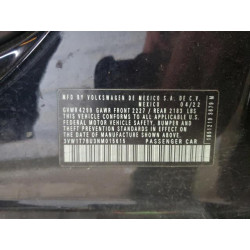 MFD BY VOLKSWAGEN DE MEXICO S.A. DE C.V.
MEXICO 04/22
GVWR 4299 GAWR FRONT 2227 / REAR 2183 LBS
THIS VEHICLE CONFORMS TO ALL APPLICABLE
FEDERAL MOTOR VEHICLE SAFETY AND THEFT
PREVENTION STANDARDS IN EFFECT ON THE DATE OF
MANUFACTURE SHOWN ABOVE
PASSENGER CAR